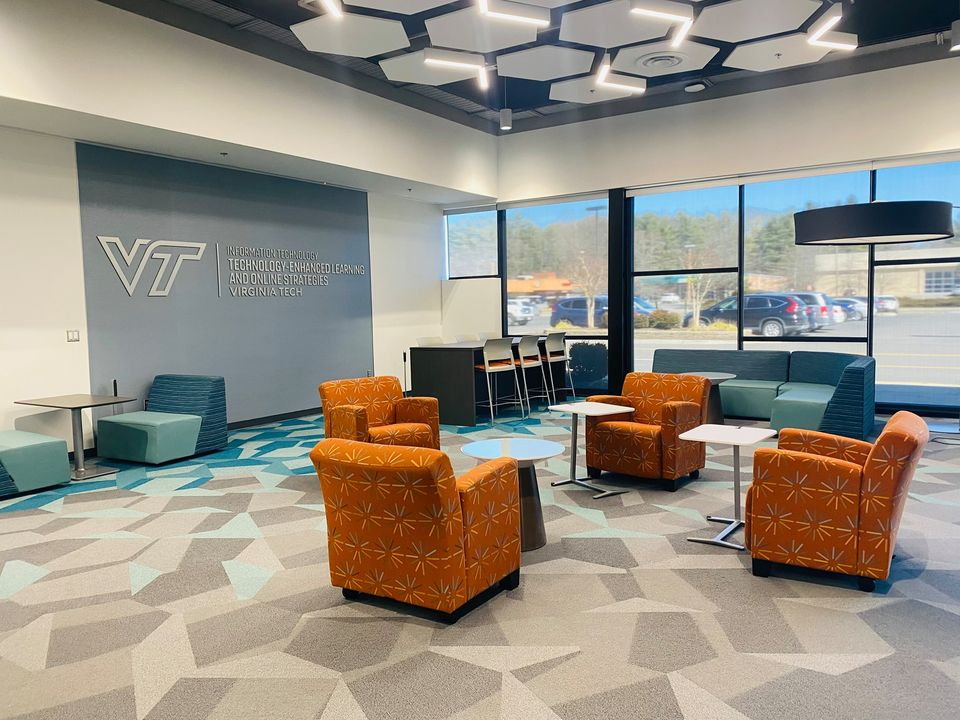 VT
INFORMATION TECHNOLOGY
TECHNOLOGY-ENHANCED LEARNING
AND ONLINE STRATEGIES
VIRGINIA TECH